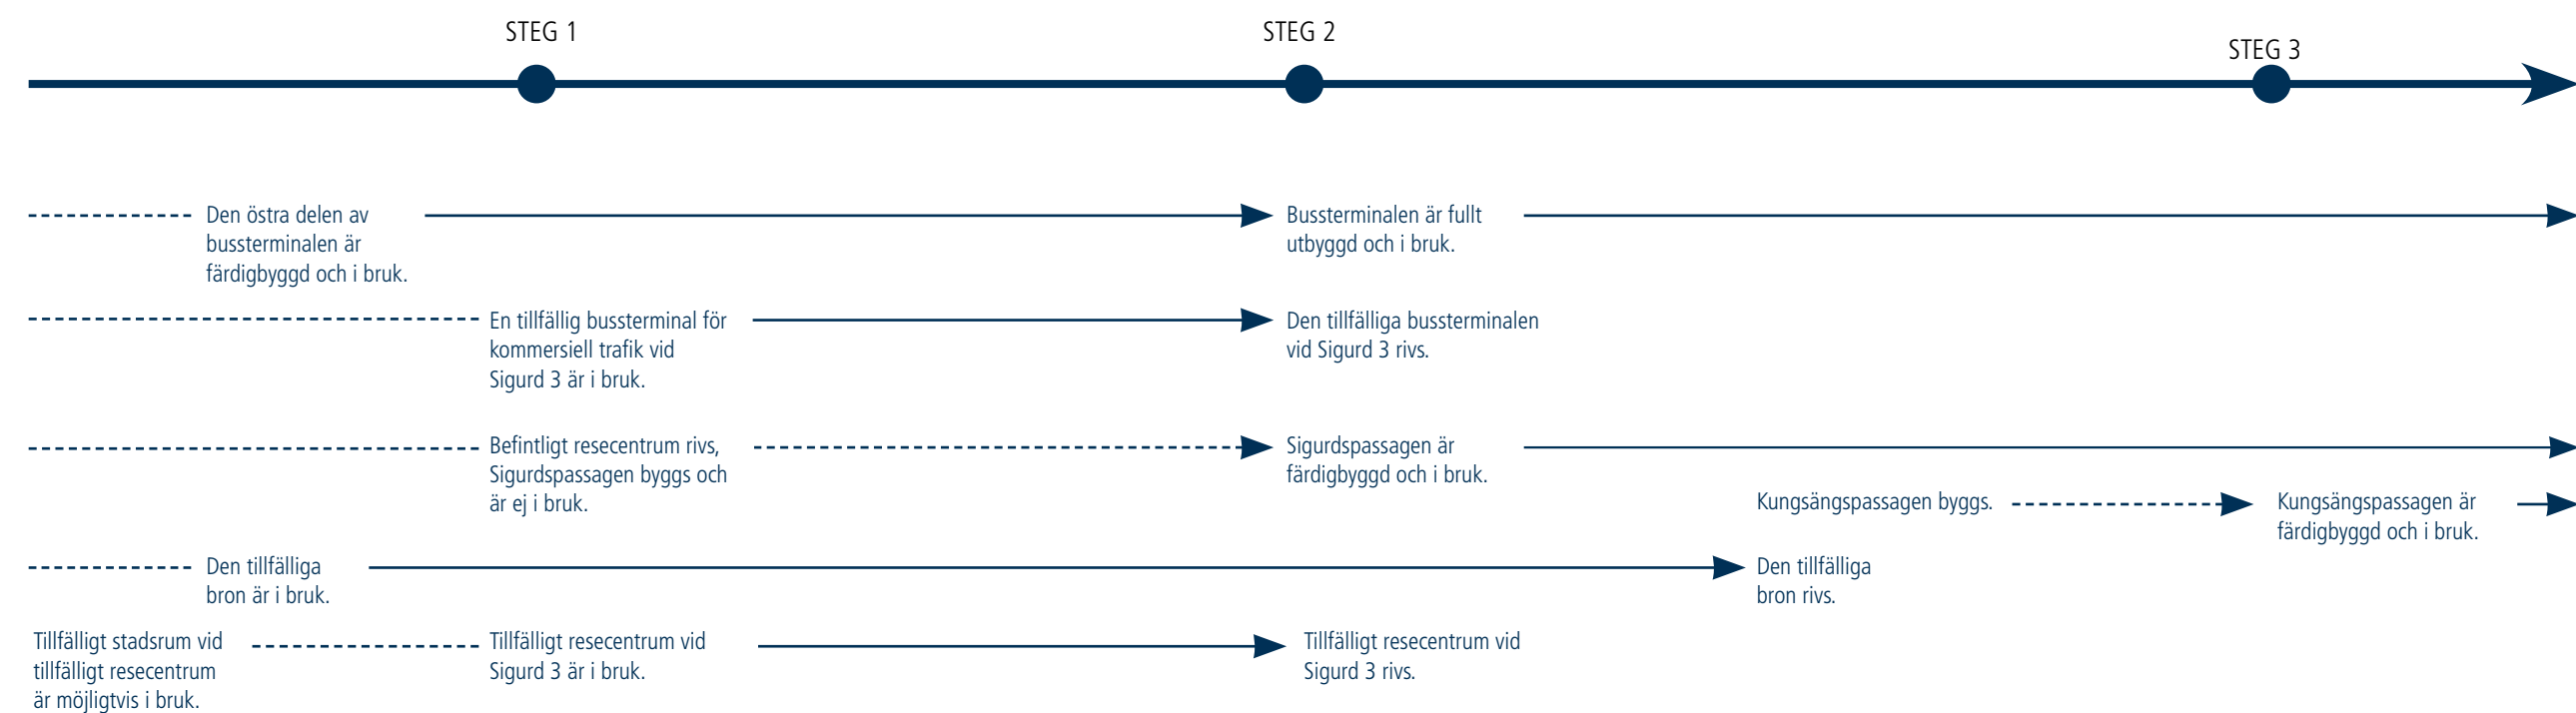 STEG 1
STEG 2
STEG 3
Den östra delen av
bussterminalen är
färdigbyggd och i bruk.
Bussterminalen är fullt
utbyggd och i bruk.
En tillfällig bussterminal för
kommersiell trafik vid
Sigurd 3 är i bruk.
Den tillfälliga bussterminalen
vid Sigurd 3 rivs.
Befintligt resecentrum rivs,
Sigurdspassagen byggs och
är ej i bruk.
Sigurdspassagen är
färdigbyggd och i bruk.
Kungsängspassagen byggs.
Kungsängspassagen är
färdigbyggd och i bruk.
Den tillfälliga
bron är i bruk.
Den tillfälliga
bron rivs.
Tillfälligt stadsrum vid
tillfälligt resecentrum
är möjligtvis i bruk.
Tillfälligt resecentrum vid
Sigurd 3 är i bruk.
Tillfälligt resecentrum vid
Sigurd 3 rivs.